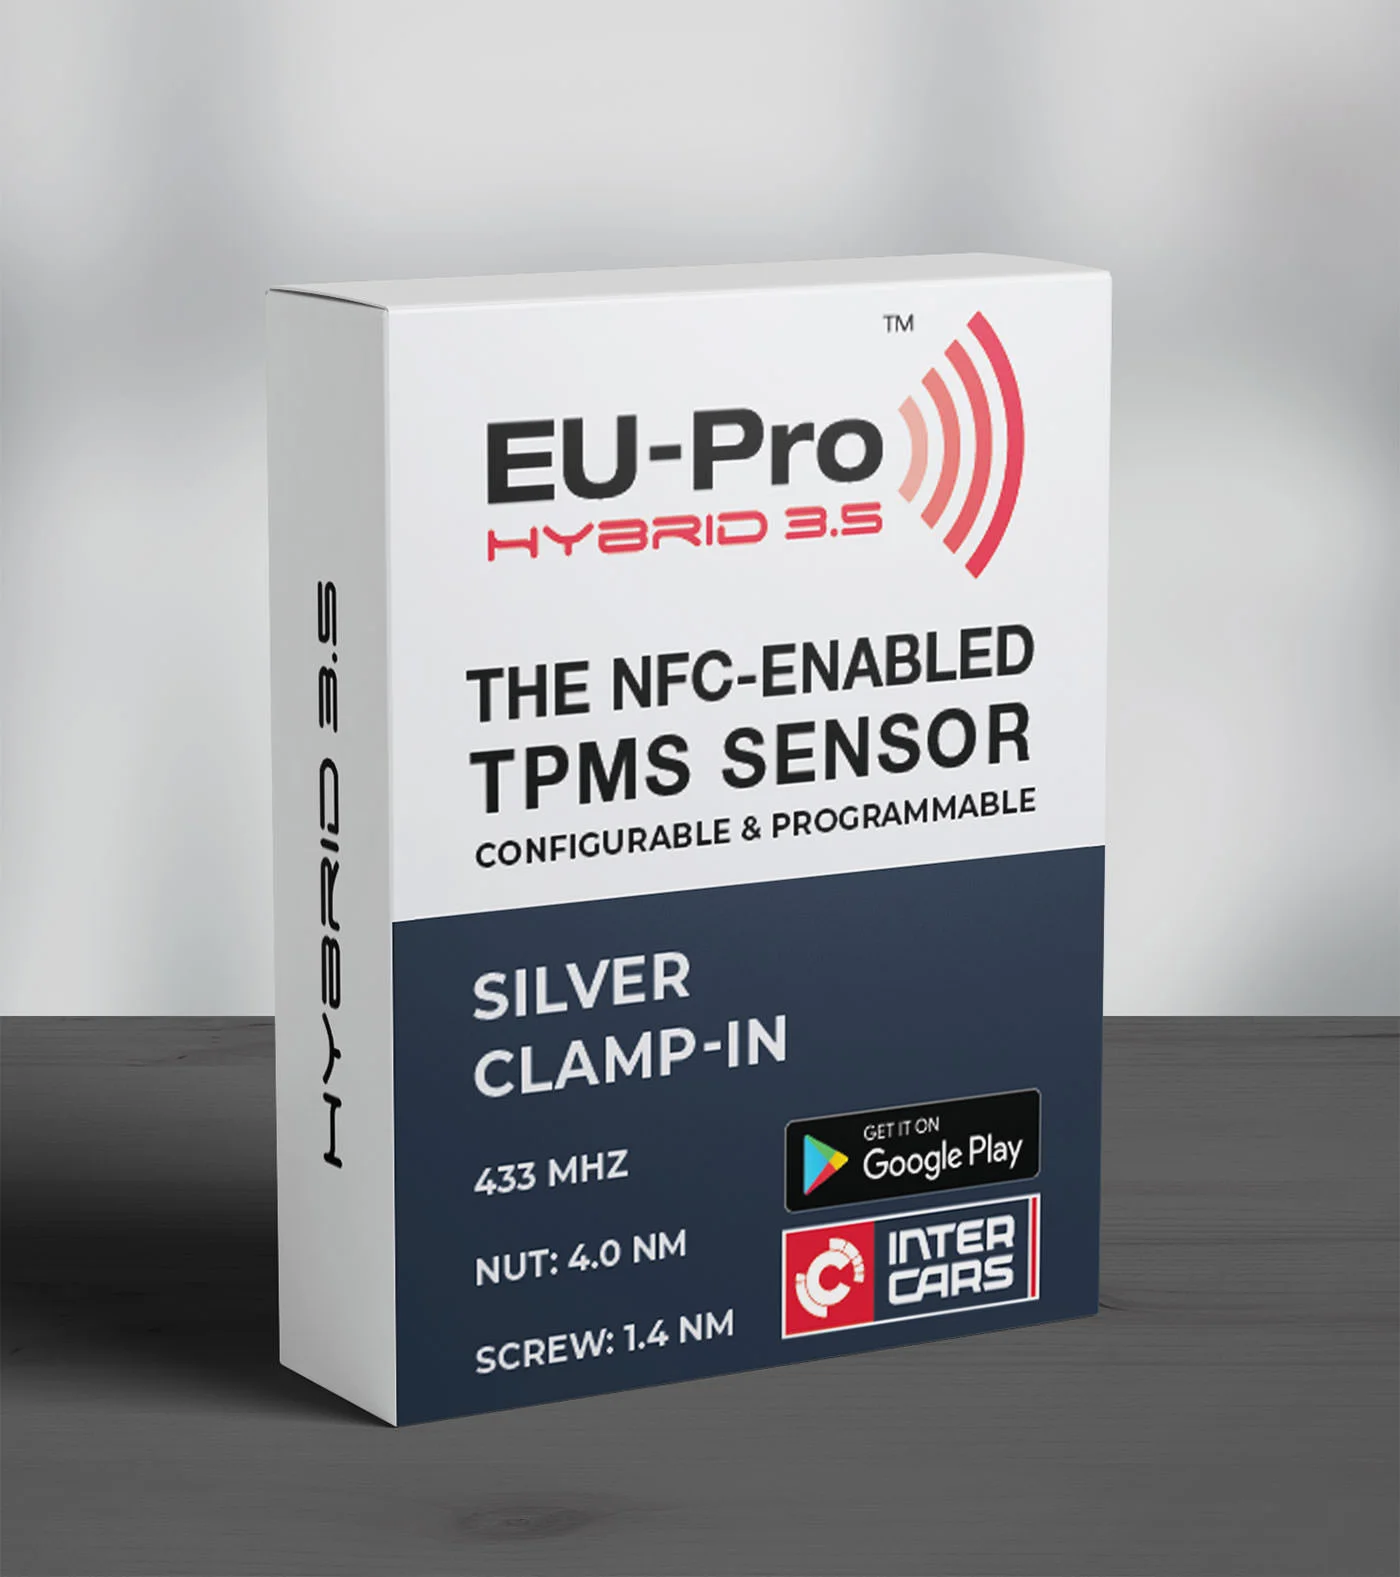 TM
EU-Pro
HYBRID 3.5
THE NFC-ENABLED
TPMS SENSOR
CONFIGURABLE & PROGRAMMABLE
SILVER
CLAMP-IN
433 MHZ
NUT: 4.0 NM
SCREW: 1.4 NM
GET IT ON
Google Play
INTER
CARS
HYBRID 3.5